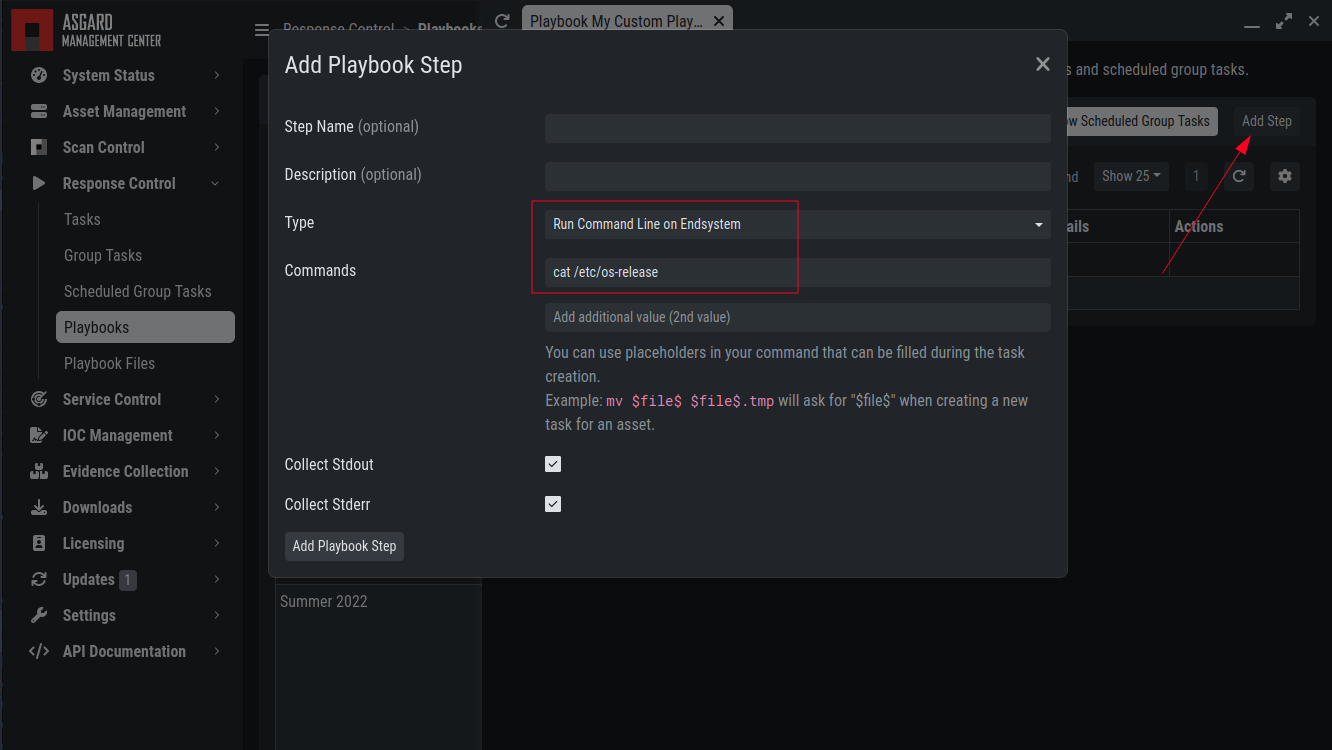 ASGARD
MANAGEMENT CENTER
System Status
Asset Management
Scan Control
Response Control
Tasks
Group Tasks
Scheduled Group Tasks
Playbooks
Playbook Files
Service Control
IOC Management
Evidence Collection
Downloads
Licensing
Updates 1
Settings
API Documentation
Response Control > Playbooks
Playbook My Custom Play...
s and scheduled group tasks.
Scheduled Group Tasks
Add Step
Show 25
1
Actions
Add Playbook Step
Step Name (optional)
Description (optional)
Type
Run Command Line on Endsystem
Commands
cat /etc/os-release
Add additional value (2nd value)
You can use placeholders in your command that can be filled during the task
creation.
Example: mv $file$ $file$.tmp will ask for "$file$" when creating a new
task for an asset.
Collect Stdout
Collect Stderr
Add Playbook Step
Summer 2022